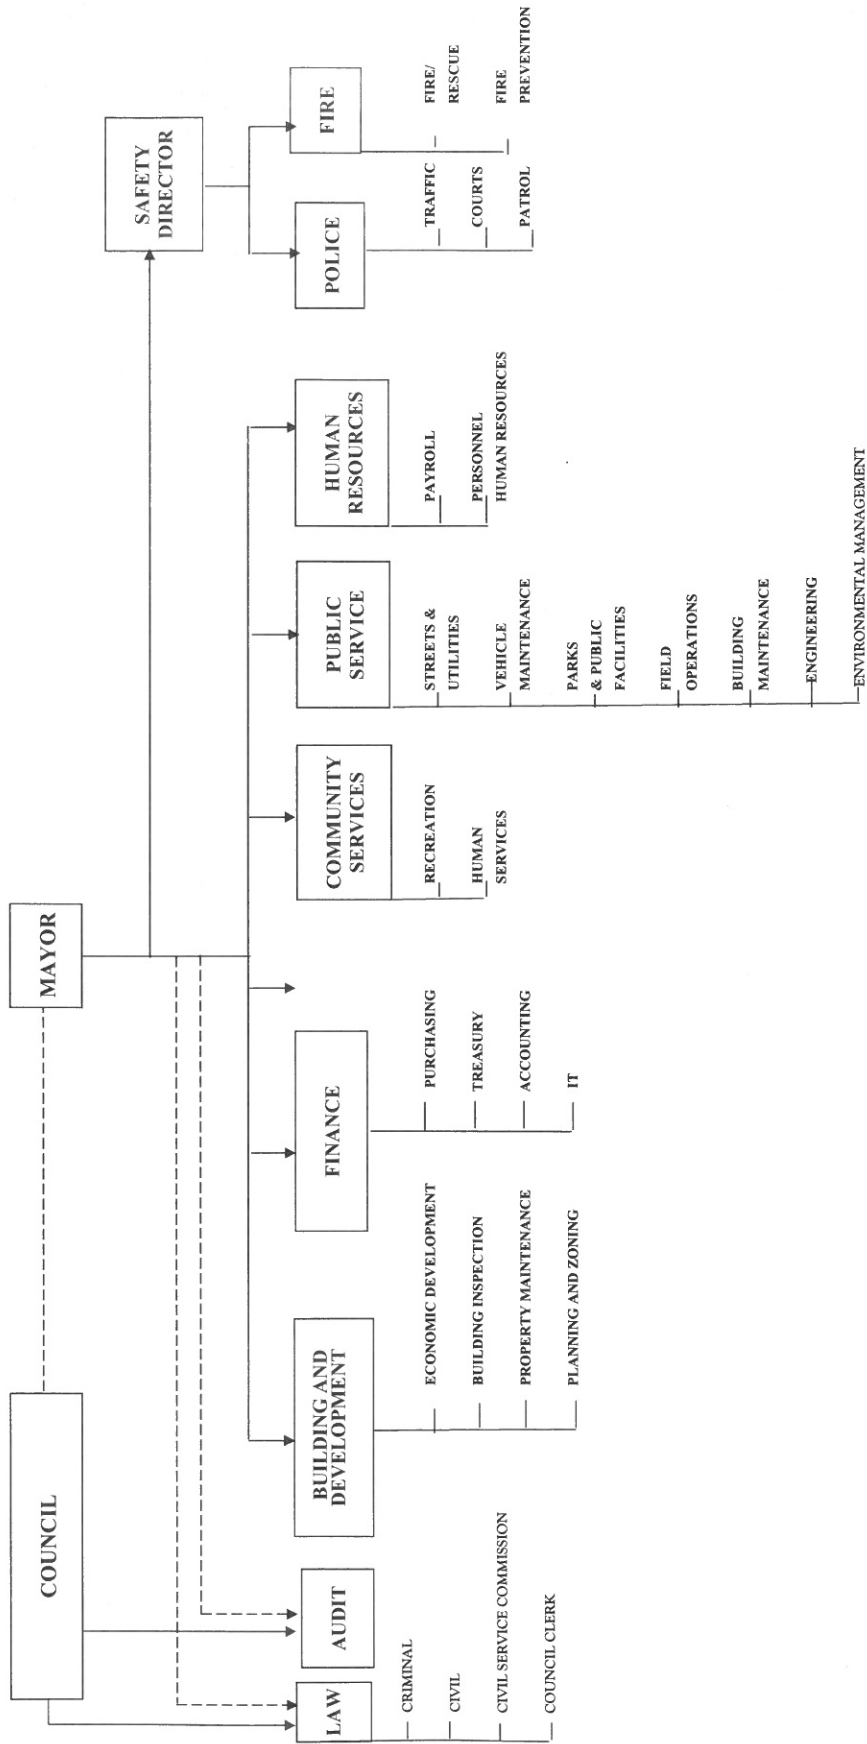 COUNCIL
MAYOR
SAFETY
DIRECTOR
LAW
AUDIT
BUILDING AND
DEVELOPMENT
FINANCE
COMMUNITY
SERVICES
PUBLIC
SERVICE
HUMAN
RESOURCES
POLICE
FIRE
CRIMINAL
CIVIL
CIVIL SERVICE COMMISSION
COUNCIL CLERK
ECONOMIC DEVELOPMENT
BUILDING INSPECTION
PROPERTY MAINTENANCE
PLANNING AND ZONING
PURCHASING
TREASURY
ACCOUNTING
IT
RECREATION
HUMAN
SERVICES
STREETS &
UTILITIES
VEHICLE
MAINTENANCE
PARKS
& PUBLIC
FACILITIES
FIELD
OPERATIONS
BUILDING
MAINTENANCE
ENGINEERING
ENVIRONMENTAL MANAGEMENT
PAYROLL
PERSONNEL
HUMAN RESOURCES
TRAFFIC
COURTS
PATROL
FIRE/
RESCUE
FIRE
PREVENTION